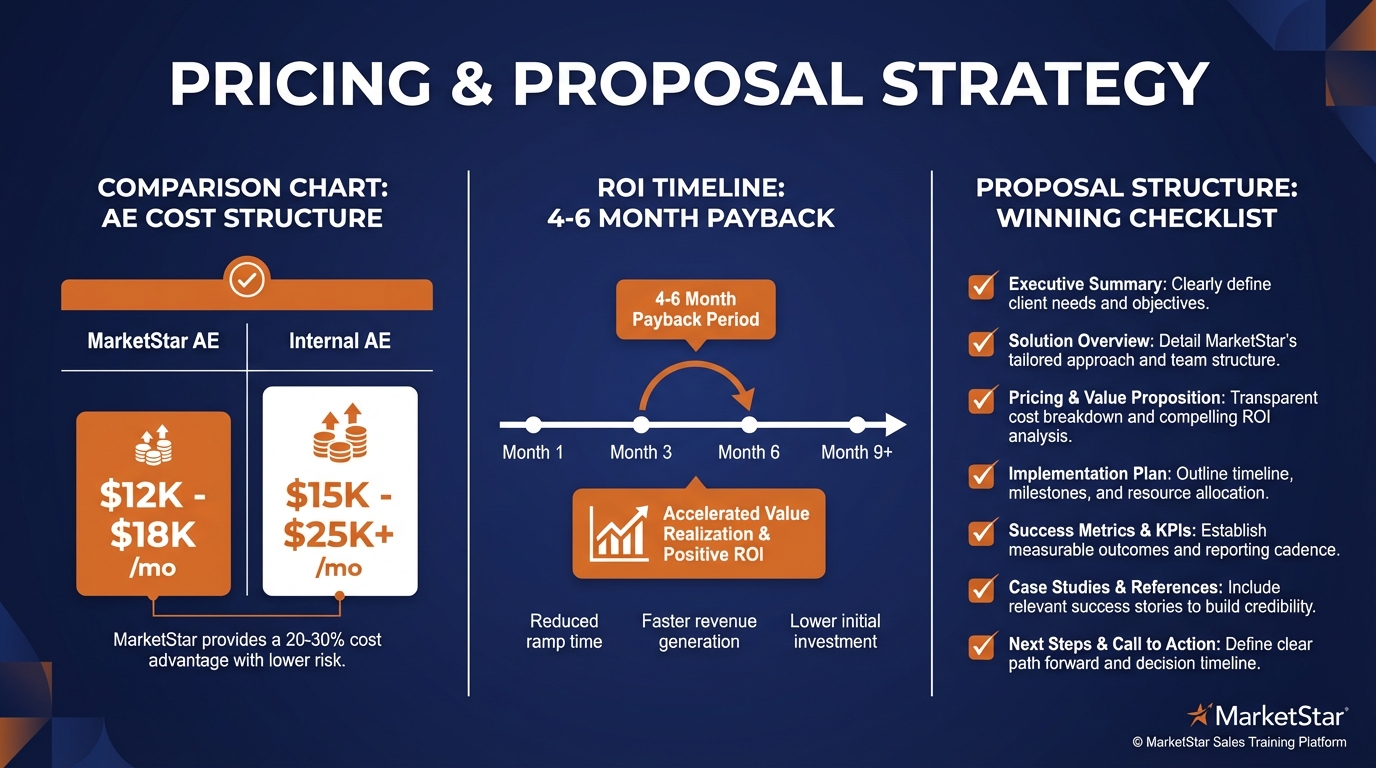 PRICING & PROPOSAL STRATEGY
COMPARISON CHART:
AE COST STRUCTURE
MarketStar AE
Internal AE
$12K -
$18K
/mo
$15K -
$25K+
/mo
MarketStar provides a 20-30% cost
advantage with lower risk.
ROI TIMELINE:
4-6 MONTH PAYBACK
4-6 Month
Payback Period
Month 1
Month 3
Month 6
Month 9+
Accelerated Value
Realization &
Positive ROI
Reduced
ramp time
Faster revenue
generation
Lower initial
investment
PROPOSAL STRUCTURE:
WINNING CHECKLIST
Executive Summary: Clearly define
client needs and objectives.
Solution Overview: Detail MarketStar's
tailored approach and team structure.
Pricing & Value Proposition: Transparent
cost breakdown and compelling ROI
analysis.
Implementation Plan: Outline timeline,
milestones, and resource allocation.
Success Metrics & KPIs: Establish
measurable outcomes and reporting cadence.
Case Studies & References: Include
relevant success stories to build credibility.
Next Steps & Call to Action: Define clear
path forward and decision timeline.
MarketStar
© MarketStar Sales Training Platform